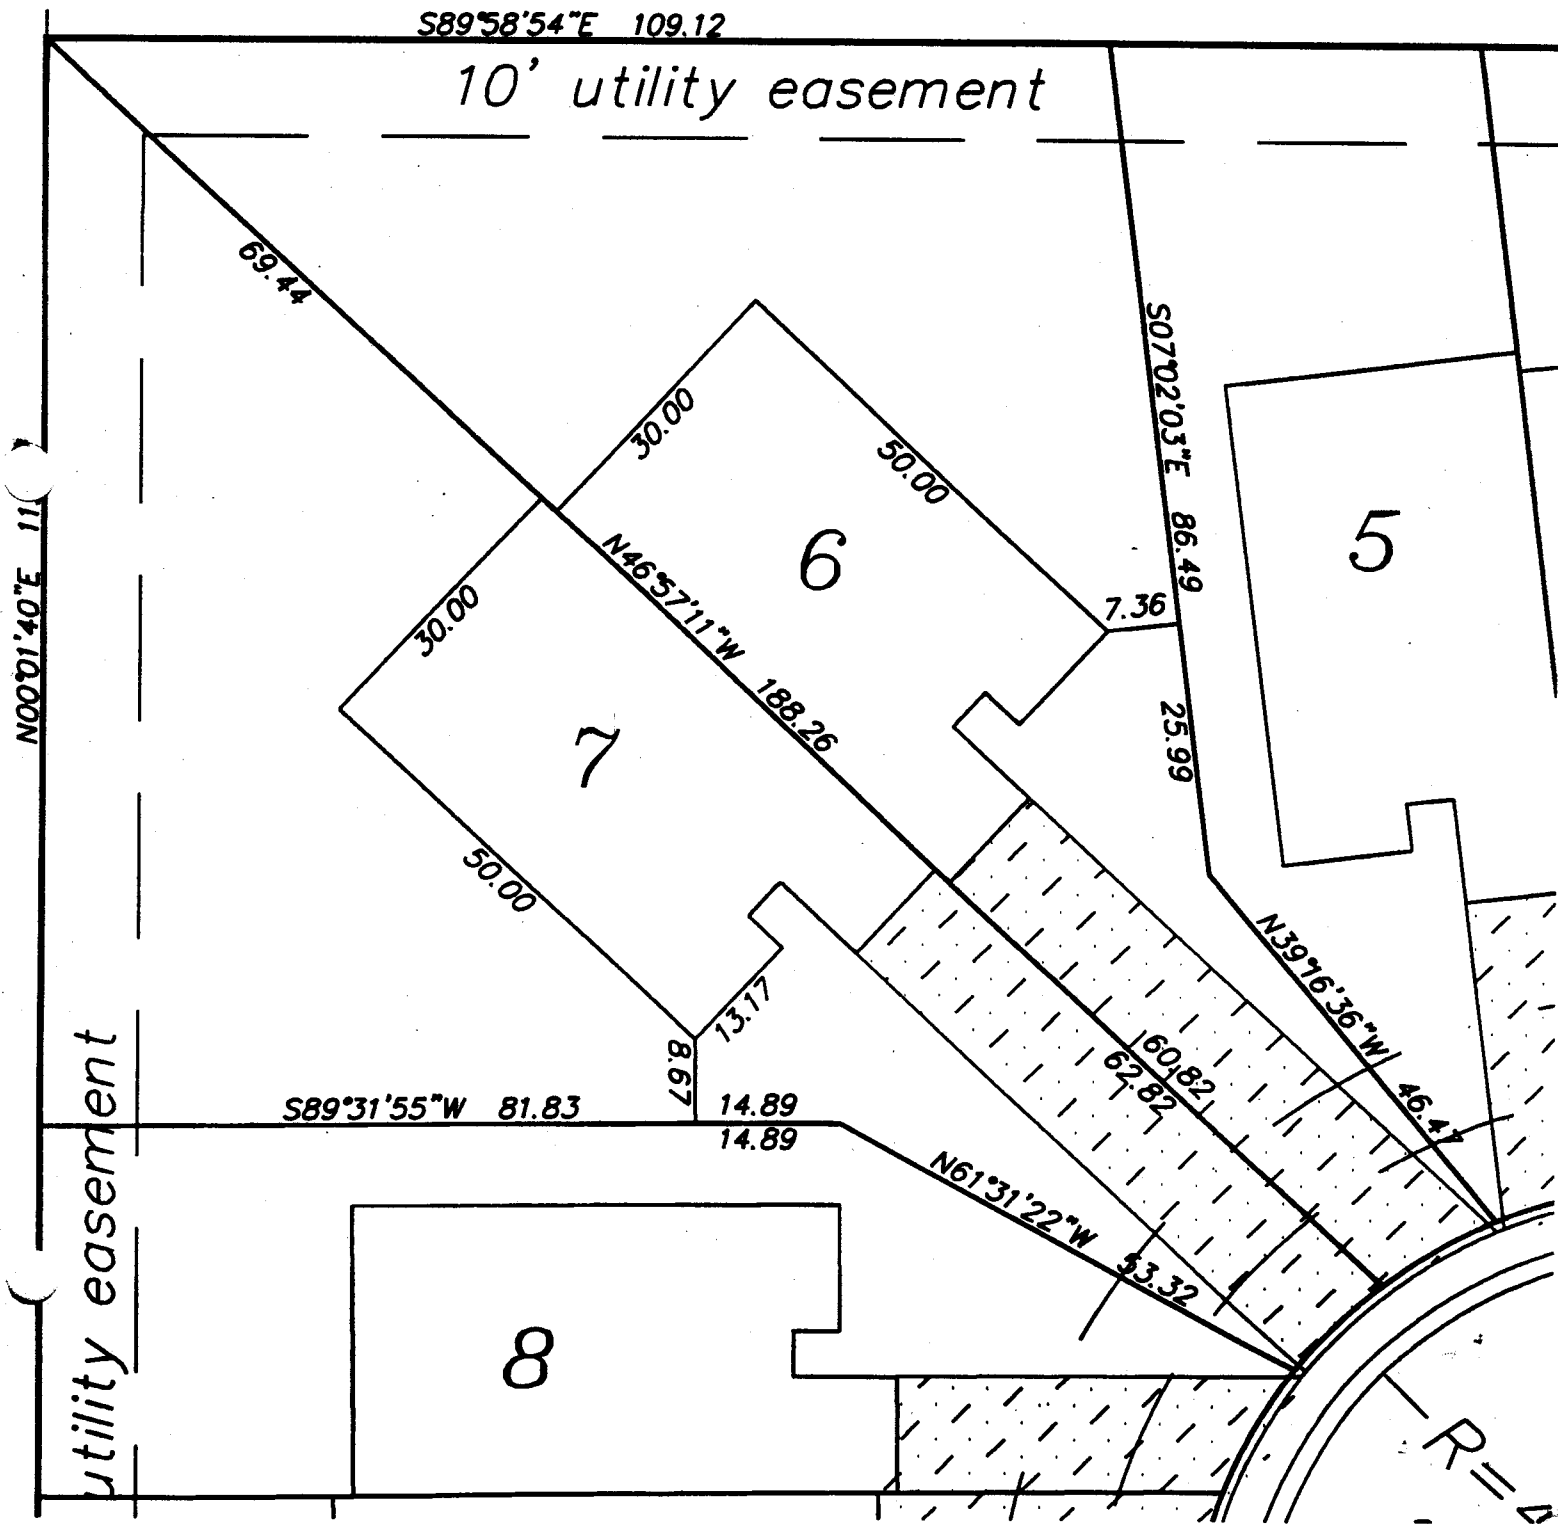 S89°58'54"E 109.12
10' utility easement
69.44
30.00
50.00
S07°02'03"E 86.49
6
5
N46°57'11"W 188.26
7.36
30.00
7
25.99
50.00
N00°01'40"E
N39°16'36"W 46.47
13.17
8.67
60.82
62.82
S89°31'55"W 81.83
14.89
14.89
N61°31'22"W 53.32
utility easement
8
R=